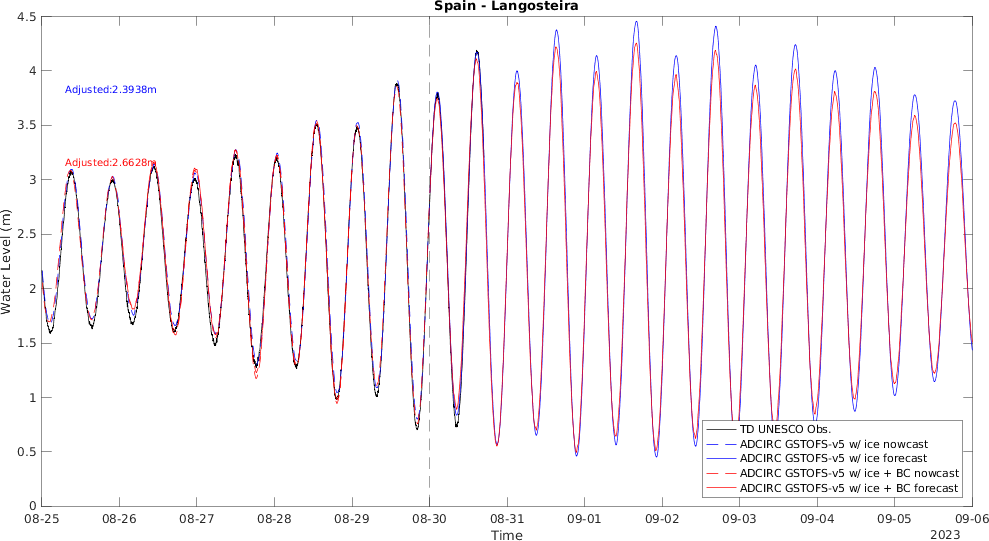 Spain - Langosteira
Water Level (m)
4.5
4
3.5
3
2.5
2
1.5
1
0.5
0
Adjusted:2.3938m
Adjusted:2.6628m
TD UNESCO Obs.
ADCIRC GSTOFS-v5 w/ ice nowcast
ADCIRC GSTOFS-v5 w/ ice forecast
ADCIRC GSTOFS-v5 w/ ice + BC nowcast
ADCIRC GSTOFS-v5 w/ ice + BC forecast
08-25 08-26 08-27 08-28 08-29 08-30 08-31 09-01 09-02 09-03 09-04 09-05 09-06
Time
2023